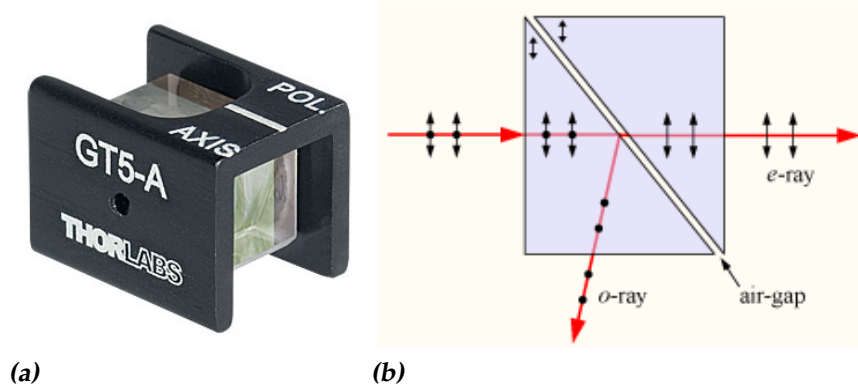 POL.
AXIS
GT5-A
THORLABS
e-ray
o-ray
air-gap
(a)
(b)